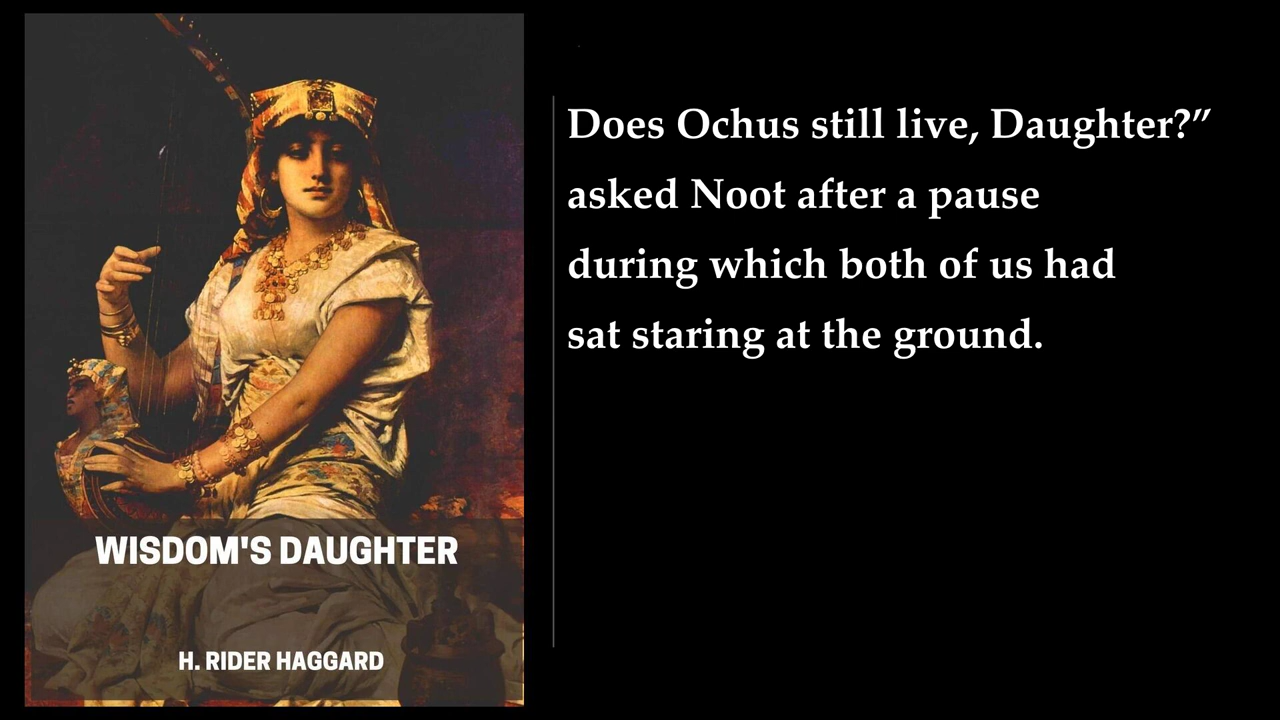 WISDOM'S DAUGHTER
H. RIDER HAGGARD
Does Ochus still live, Daughter?”
asked Noot after a pause
during which both of us had
sat staring at the ground.